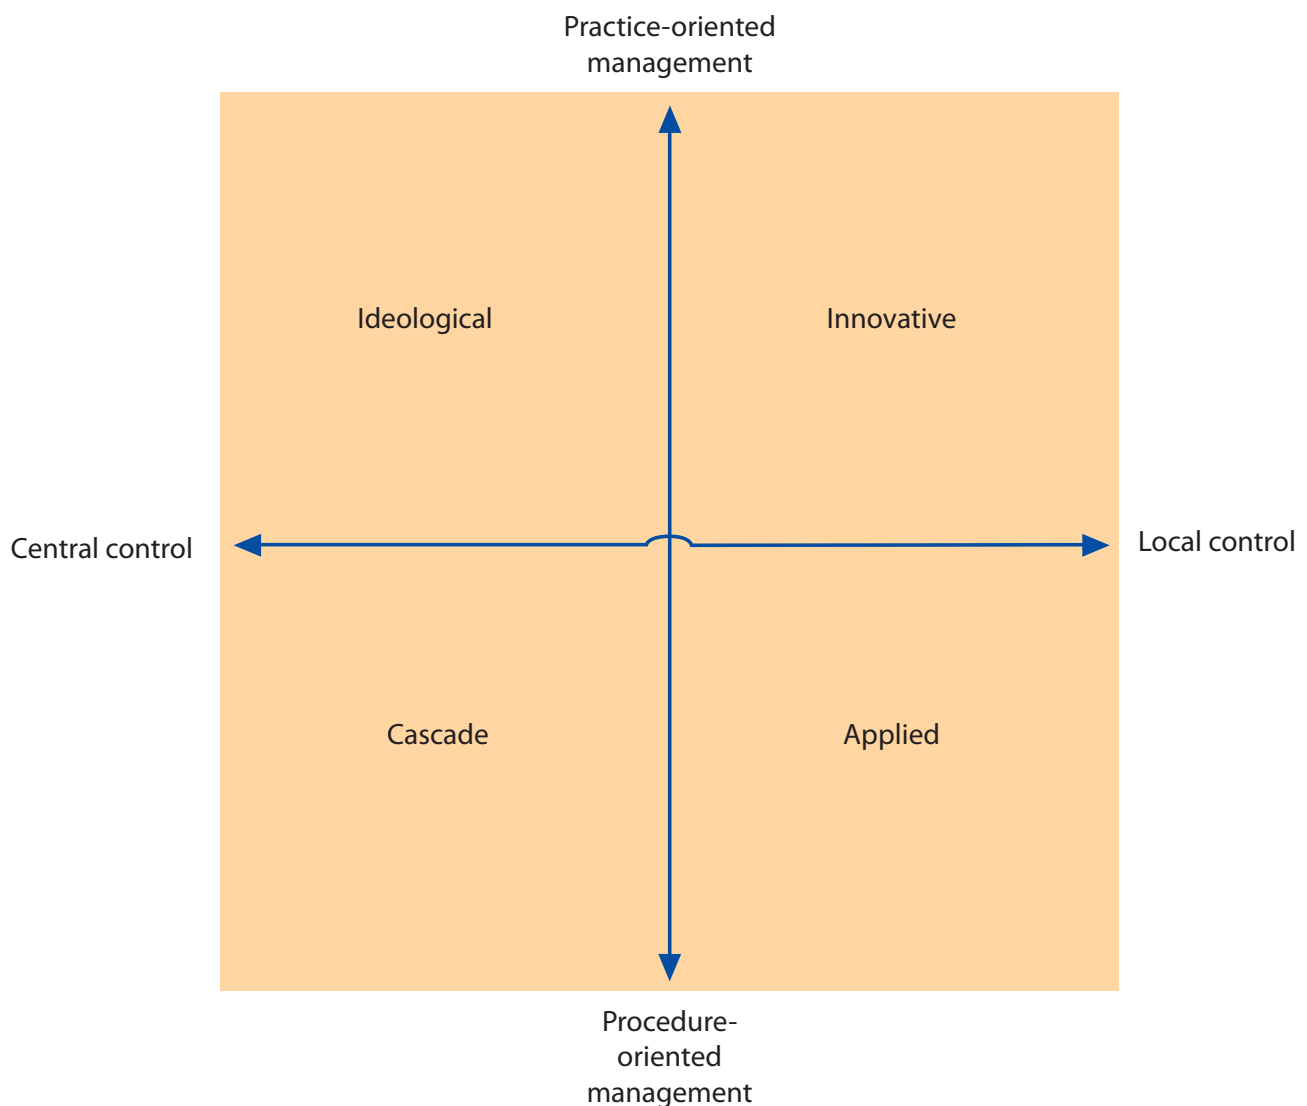 Practice-oriented
management
Ideological
Innovative
Central control
Local control
Cascade
Applied
Procedure-
oriented
management